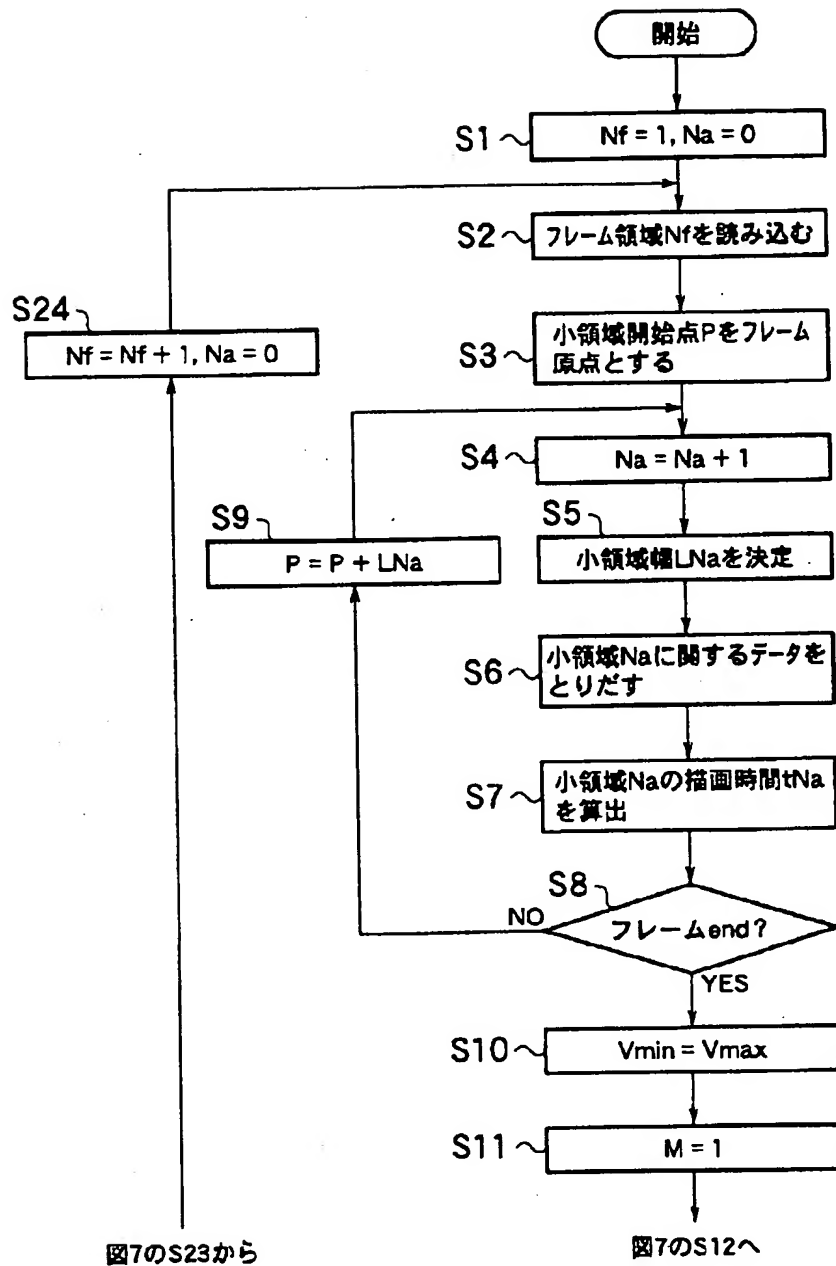 開始
S1
Nf = 1, Na = 0
S2
フレーム領域Nfを読み込む
S24
Nf = Nf + 1, Na = 0
S3
小領域開始点Pをフレーム
原点とする
S4
Na = Na + 1
S9
P = P + LNa
S5
小領域幅LNaを決定
S6
小領域Naに関するデータを
とりだす
S7
小領域Naの描画時間tNa
を算出
S8
フレームend?
NO
YES
S10
Vmin = Vmax
S11
M = 1
図7のS23から
図7のS12へ